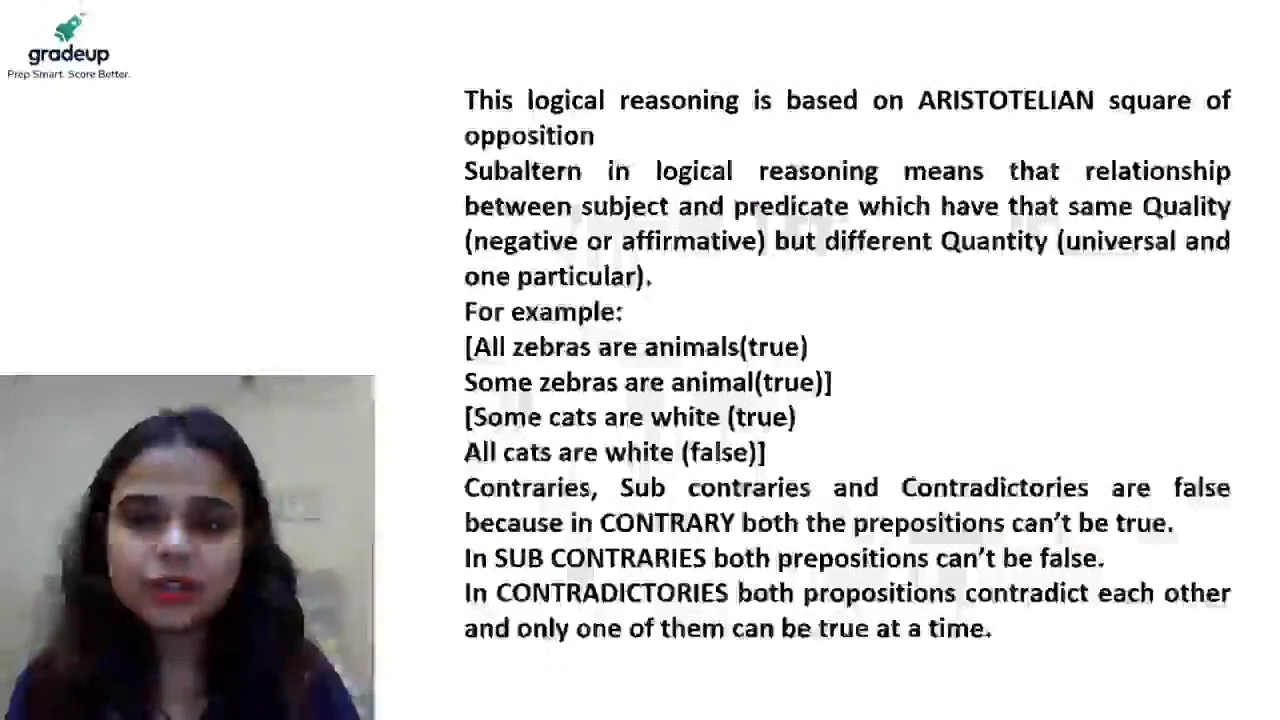 gradeup
Prep Smart. Score Better.
This logical reasoning is based on ARISTOTELIAN square of
opposition
Subaltern in logical reasoning means that relationship
between subject and predicate which have that same Quality
(negative or affirmative) but different Quantity (universal and
one particular).
For example:
[All zebras are animals(true)
Some zebras are animal(true)]
[Some cats are white (true)
All cats are white (false)]
Contraries, Sub contraries and Contradictories are false
because in CONTRARY both the prepositions can't be true.
In SUB CONTRARIES both prepositions can't be false.
In CONTRADICTORIES both propositions contradict each other
and only one of them can be true at a time.